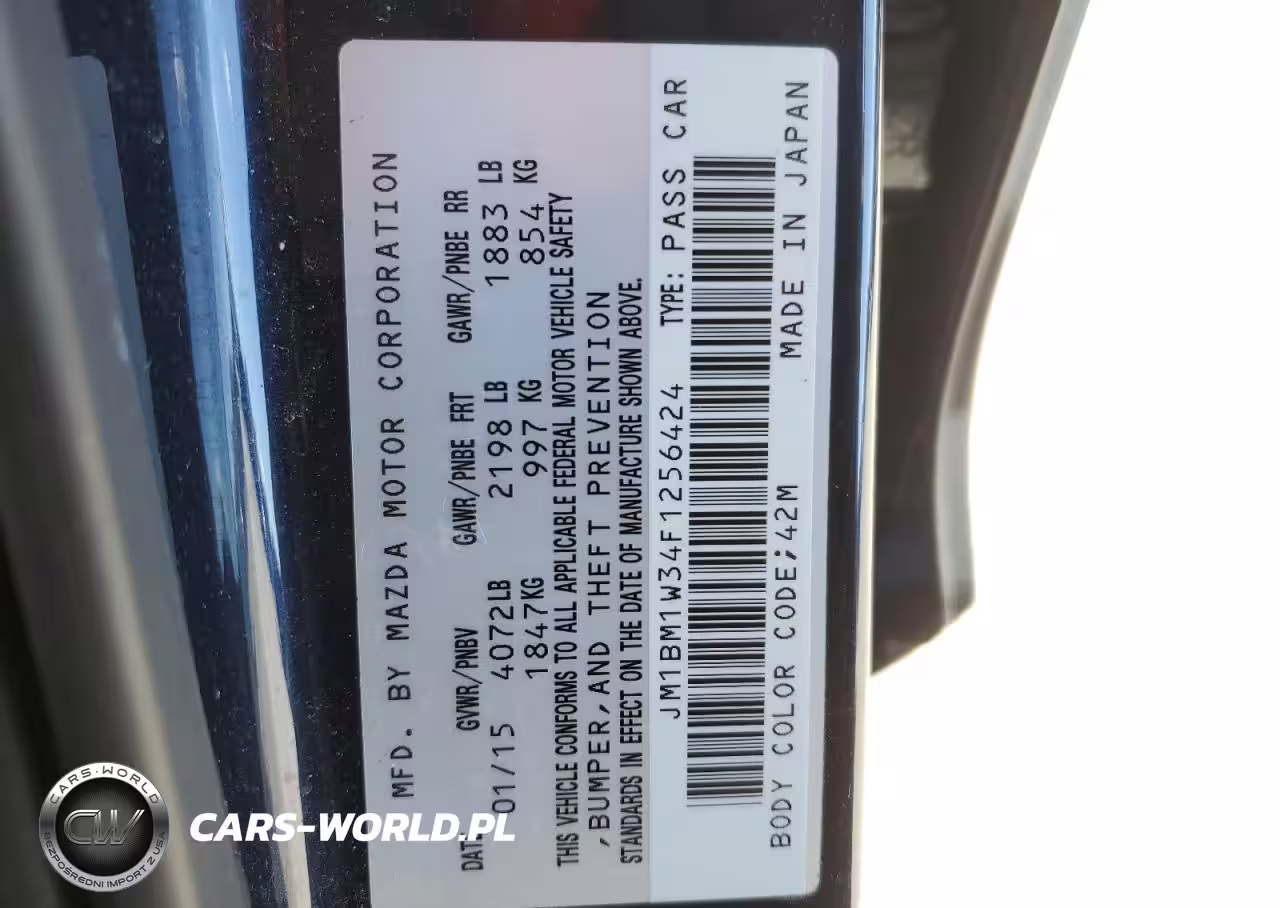 MFD. BY MAZDA MOTOR CORPORATION
GVWR/PNBV GAWR/PNBE FRT GAWR/PNBE RR
DAT. 01/15 4072LB 2198 LB 1883 LB
1847KG 997 KG 854 KG
THIS VEHICLE CONFORMS TO ALL APPLICABLE FEDERAL MOTOR VEHICLE SAFETY
,BUMPER,AND THEFT PREVENTION
STANDARDS IN EFFECT ON THE DATE OF MANUFACTURE SHOWN ABOVE.
JM1BM1W34F1256424 TYPE: PASS CAR
BODY COLOR CODE;42M MADE IN JAPAN
CARS-WORLD
CW
BEZPOŚREDNI IMPORT Z USA
CARS-WORLD.PL